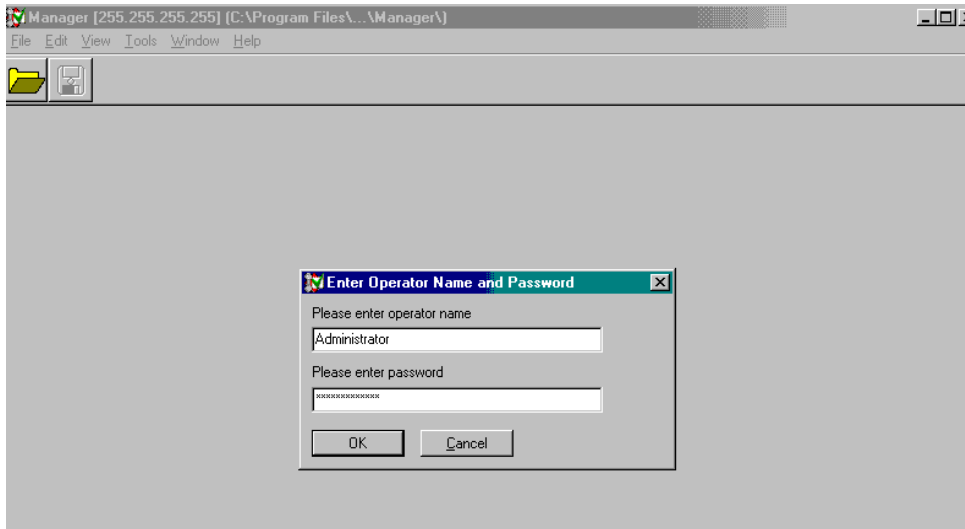 Manager [255.255.255.255] (C:\Program Files\...\Manager\)
File Edit View Tools Window Help
Enter Operator Name and Password
Please enter operator name
Administrator
Please enter password
*************
OK Cancel